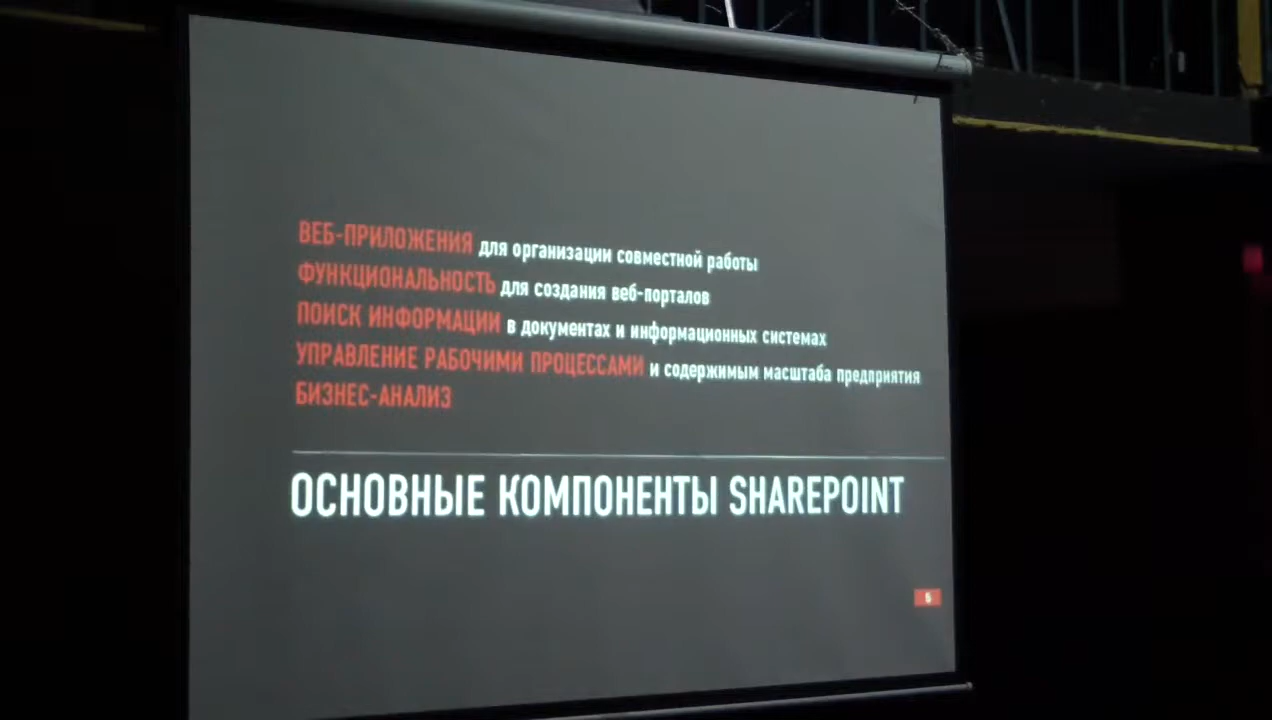 ВЕБ-ПРИЛОЖЕНИЯ для организации совместной работы
ФУНКЦИОНАЛЬНОСТЬ для создания веб-порталов
ПОИСК ИНФОРМАЦИИ в документах и информационных системах
УПРАВЛЕНИЕ РАБОЧИМИ ПРОЦЕССАМИ и содержимым масштаба предприятия
БИЗНЕС-АНАЛИЗ
ОСНОВНЫЕ КОМПОНЕНТЫ SHAREPOINT